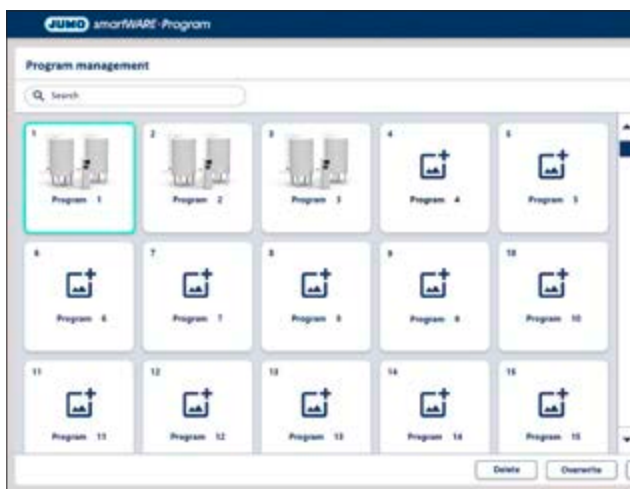 JUMO smartWARE Program
Program management
Search
1 2 3 4 5
Program 1 Program 2 Program 3 Program 4 Program 5
6 7 8 9 10
Program 6 Program 7 Program 8 Program 9 Program 10
11 12 13 14 15
Program 11 Program 12 Program 13 Program 14 Program 15
Delete Overwrite